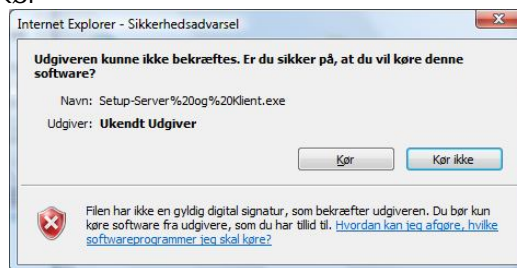 Internet Explorer - Sikkerhedsadvarsel
Udgiveren kunne ikke bekræftes. Er du sikker på, at du vil køre denne
software?
Navn: Setup-Server%20og%20Klient.exe
Udgiver: Ukendt Udgiver
Kør
Kør ikke
Filen har ikke en gyldig digital signatur, som bekræfter udgiveren. Du bør kun
køre software fra udgivere, som du har tillid til. Hvordan kan jeg afgøre, hvilke
softwareprogrammer jeg skal køre?